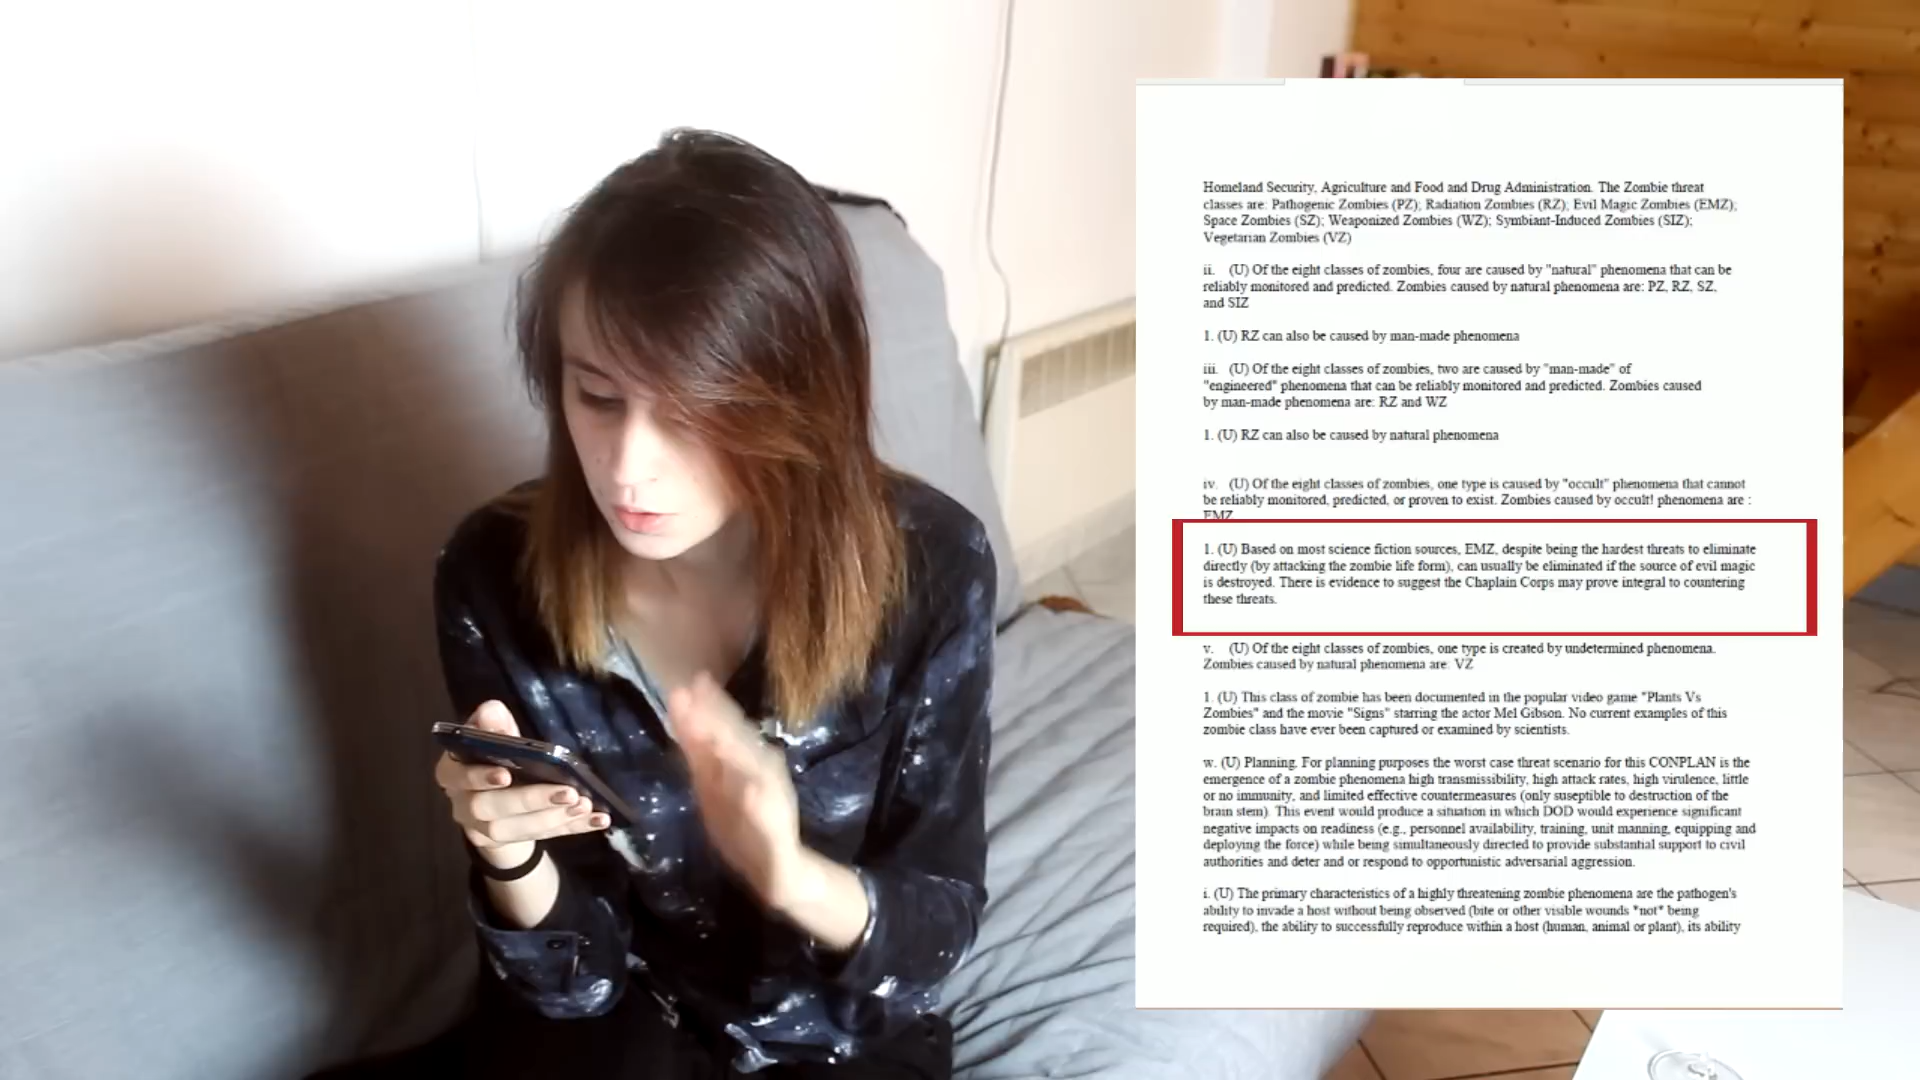 Homeland Security, Agriculture and Food and Drug Administration. The Zombie threat
classes are: Pathogenic Zombies (PZ); Radiation Zombies (RZ); Evil Magic Zombies (EMZ);
Space Zombies (SZ); Weaponized Zombies (WZ); Symbiant-Induced Zombies (SIZ);
Vegetarian Zombies (VZ)
ii. (U) Of the eight classes of zombies, four are caused by "natural" phenomena that can be
reliably monitored and predicted. Zombies caused by natural phenomena are: PZ, RZ, SZ,
and SIZ
1. (U) RZ can also be caused by man-made phenomena
iii. (U) Of the eight classes of zombies, two are caused by "man-made" of
"engineered" phenomena that can be reliably monitored and predicted. Zombies caused
by man-made phenomena are: RZ and WZ
1. (U) RZ can also be caused by natural phenomena
iv. (U) Of the eight classes of zombies, one type is caused by "occult" phenomena that cannot
be reliably monitored, predicted, or proven to exist. Zombies caused by occult! phenomena are :
EMZ
1. (U) Based on most science fiction sources, EMZ, despite being the hardest threats to eliminate
directly (by attacking the zombie life form), can usually be eliminated if the source of evil magic
is destroyed. There is evidence to suggest the Chaplain Corps may prove integral to countering
these threats.
v. (U) Of the eight classes of zombies, one type is created by undetermined phenomena.
Zombies caused by natural phenomena are: VZ
1. (U) This class of zombie has been documented in the popular video game "Plants Vs
Zombies" and the movie "Signs" starring the actor Mel Gibson. No current examples of this
zombie class have ever been captured or examined by scientists.
w. (U) Planning. For planning purposes the worst case threat scenario for this CONPLAN is the
emergence of a zombie phenomena high transmissibility, high attack rates, high virulence, little
or no immunity, and limited effective countermeasures (only suseptible to destruction of the
brain stem). This event would produce a situation in which DOD would experience significant
negative impacts on readiness (e.g., personnel availability, training, unit manning, equipping and
deploying the force) while being simultaneously directed to provide substantial support to civil
authorities and deter and or respond to opportunistic adversarial aggression.
i. (U) The primary characteristics of a highly threatening zombie phenomena are the pathogen's
ability to invade a host without being observed (bite or other visible wounds *not* being
required), the ability to successfully reproduce within a host (human, animal or plant), its ability